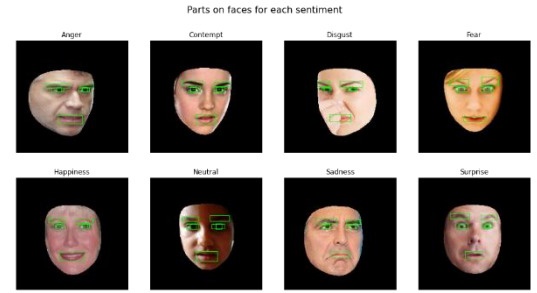 Parts on faces for each sentiment
Anger
Contempt
Disgust
Fear
Happiness
Neutral
Sadness
Surprise